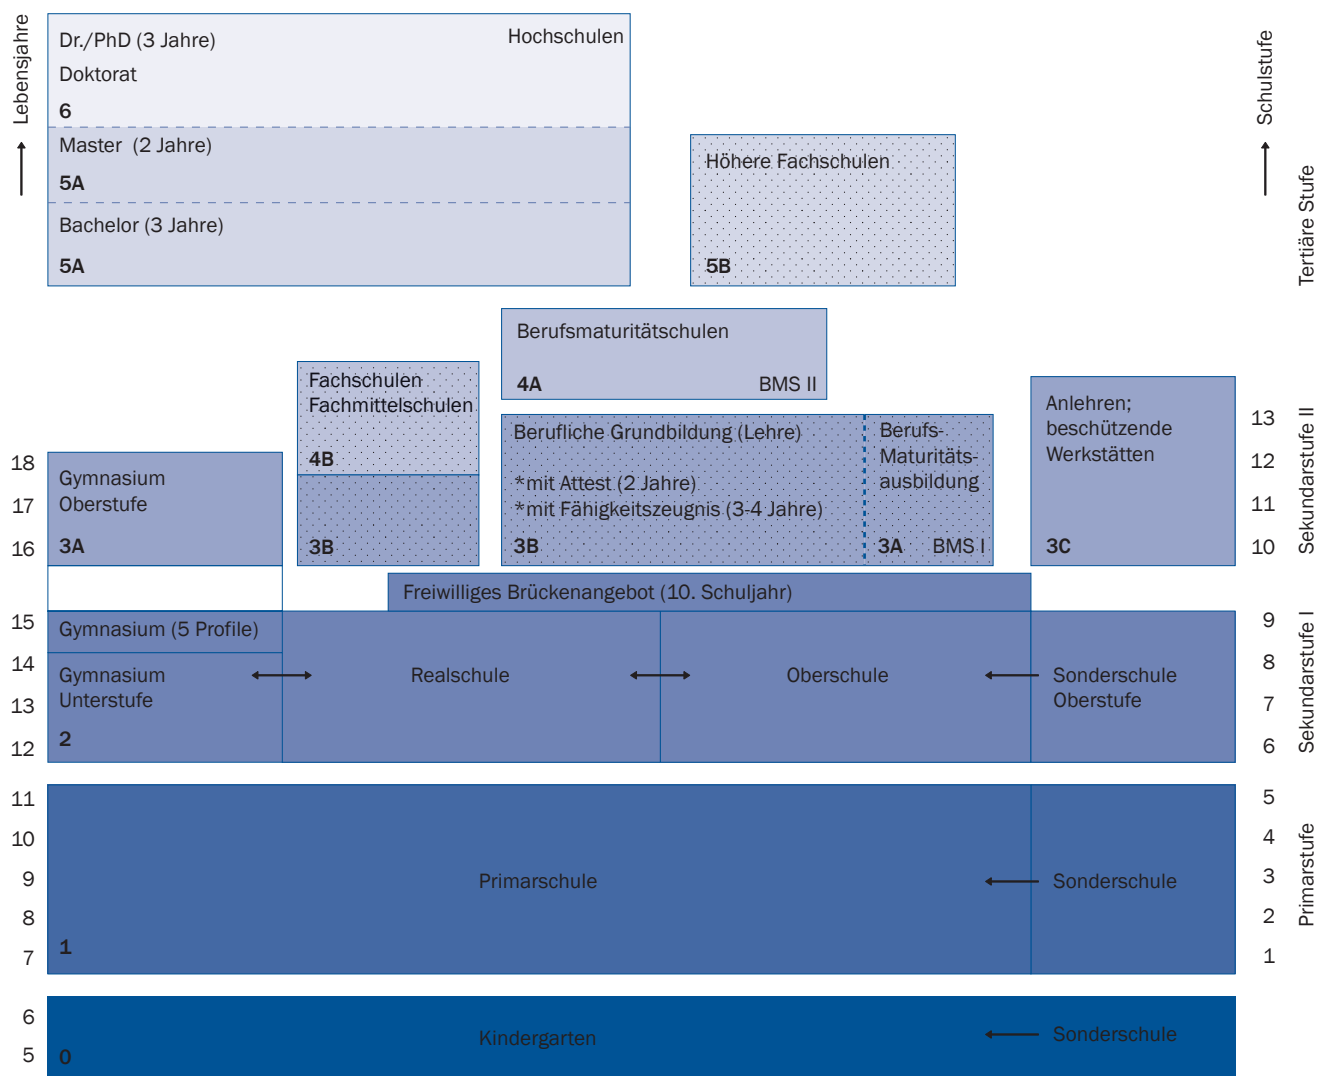 Lebensjahre
Dr./PhD (3 Jahre)
Hochschulen
Doktorat
6
Master (2 Jahre)
5A
Bachelor (3 Jahre)
5A
Höhere Fachschulen
5B
Schulstufe
Tertiäre Stufe
Berufsmaturitätschulen
4A
BMS II
Fachschulen
Fachmittelschulen
4B
3B
Berufliche Grundbildung (Lehre)
*mit Attest (2 Jahre)
*mit Fähigkeitszeugnis (3-4 Jahre)
3B
Berufs-
Maturitäts-
ausbildung
3A
BMS I
Anlehren;
beschützende
Werkstätten
3C
13
12
11
10
Sekundarstufe II
18
17
16
Gymnasium
Oberstufe
3A
Freiwilliges Brückenangebot (10. Schuljahr)
15
14
13
12
Gymnasium (5 Profile)
Gymnasium
Unterstufe
2
Realschule
Oberschule
Sonderschule
Oberstufe
9
8
7
6
Sekundarstufe I
11
10
9
8
7
1
Primarschule
Sonderschule
5
4
3
2
1
Primarstufe
6
5
0
Kindergarten
Sonderschule